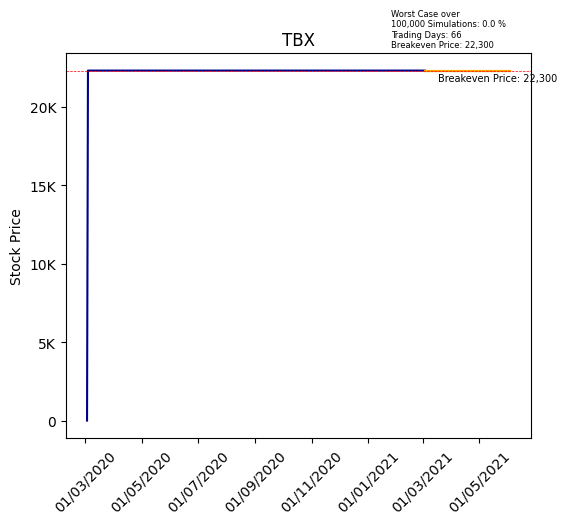 Worst Case over
100,000 Simulations: 0.0 %
Trading Days: 66
Breakeven Price: 22,300
TBX
Breakeven Price: 22,300
Stock Price
20K
15K
10K
5K
0
01/03/2020
01/05/2020
01/07/2020
01/09/2020
01/11/2020
01/01/2021
01/03/2021
01/05/2021